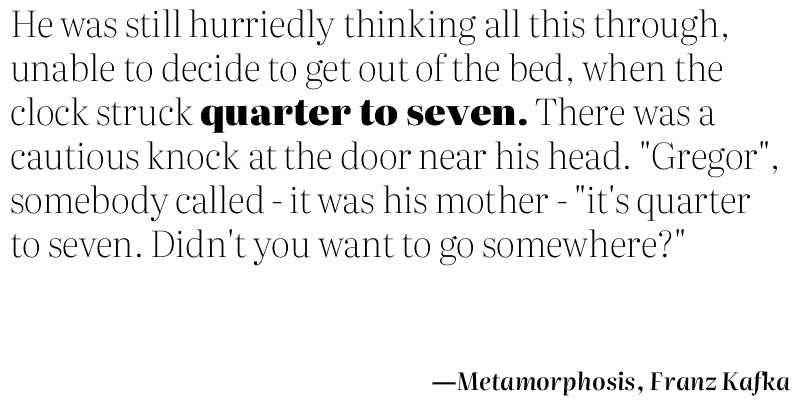 He was still hurriedly thinking all this through,
unable to decide to get out of the bed, when the
clock struck quarter to seven. There was a
cautious knock at the door near his head. "Gregor",
somebody called - it was his mother - "it's quarter
to seven. Didn't you want to go somewhere?"
—Metamorphosis, Franz Kafka